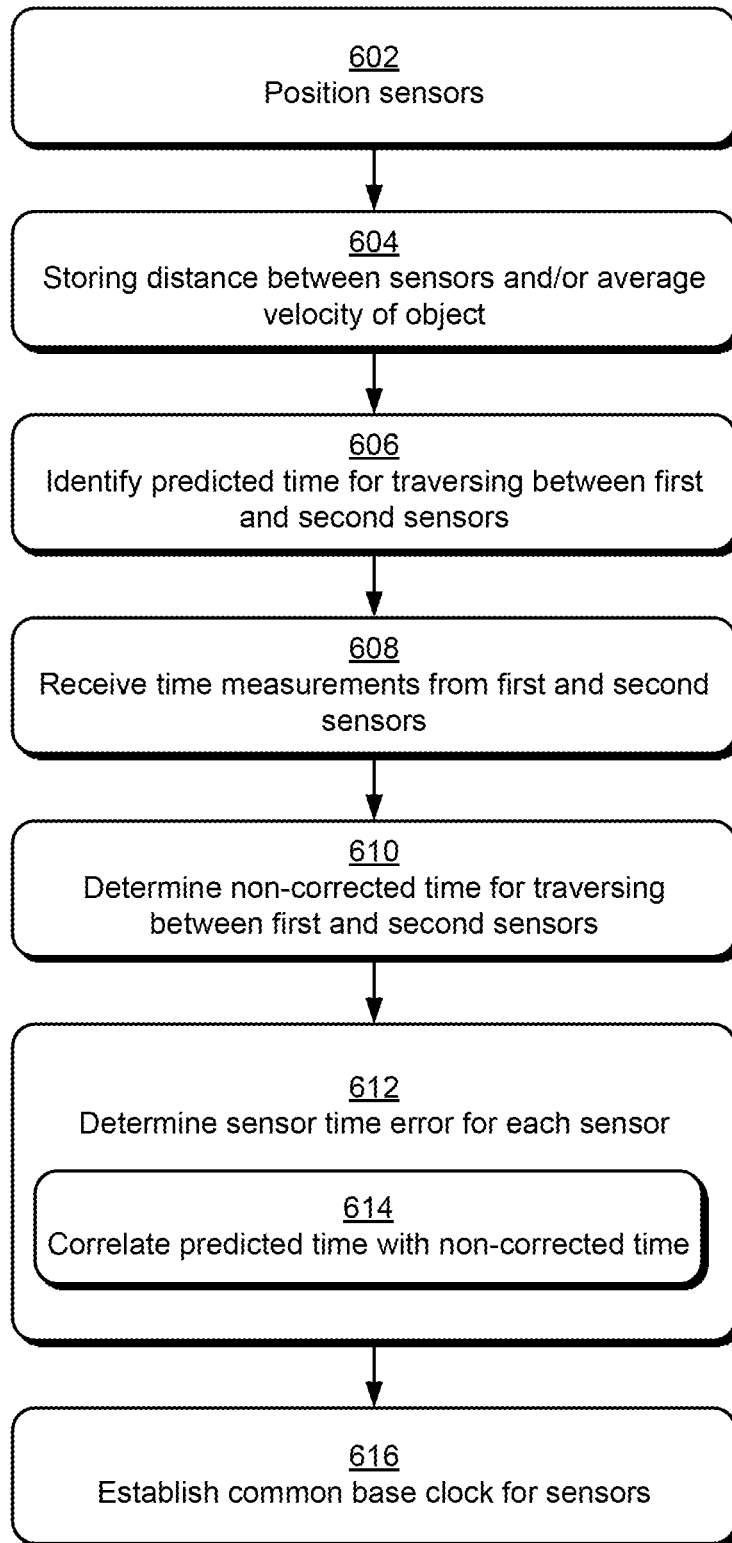 602
Position sensors
604
Storing distance between sensors and/or average
velocity of object
606
Identify predicted time for traversing between first
and second sensors
608
Receive time measurements from first and second
sensors
610
Determine non-corrected time for traversing
between first and second sensors
612
Determine sensor time error for each sensor
614
Correlate predicted time with non-corrected time
616
Establish common base clock for sensors